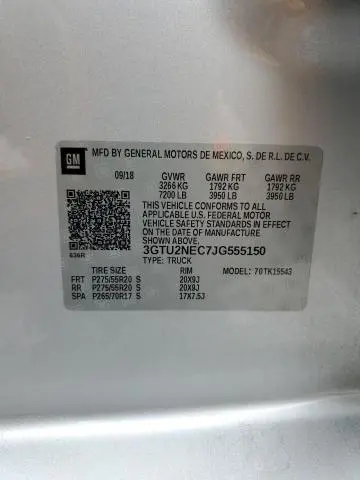 GM
MFD BY GENERAL MOTORS DE MEXICO, S. DE R.L. DE C.V.
09/18 GVWR GAWR FRT GAWR RR
3266 KG 1792 KG 1792 KG
7200 LB 3950 LB 3950 LB
THIS VEHICLE CONFORMS TO ALL
APPLICABLE U.S. FEDERAL MOTOR
VEHICLE SAFETY STANDARDS IN EFFECT
ON THE DATE OF MANUFACTURE
SHOWN ABOVE.
3GTU2NEC7JG555150
636R TYPE: TRUCK
TIRE SIZE RIM MODEL: 70TK15543
FRT P275/55R20 S 20X9J
RR P275/55R20 S 20X9J
SPA P265/70R17 S 17X7.5J